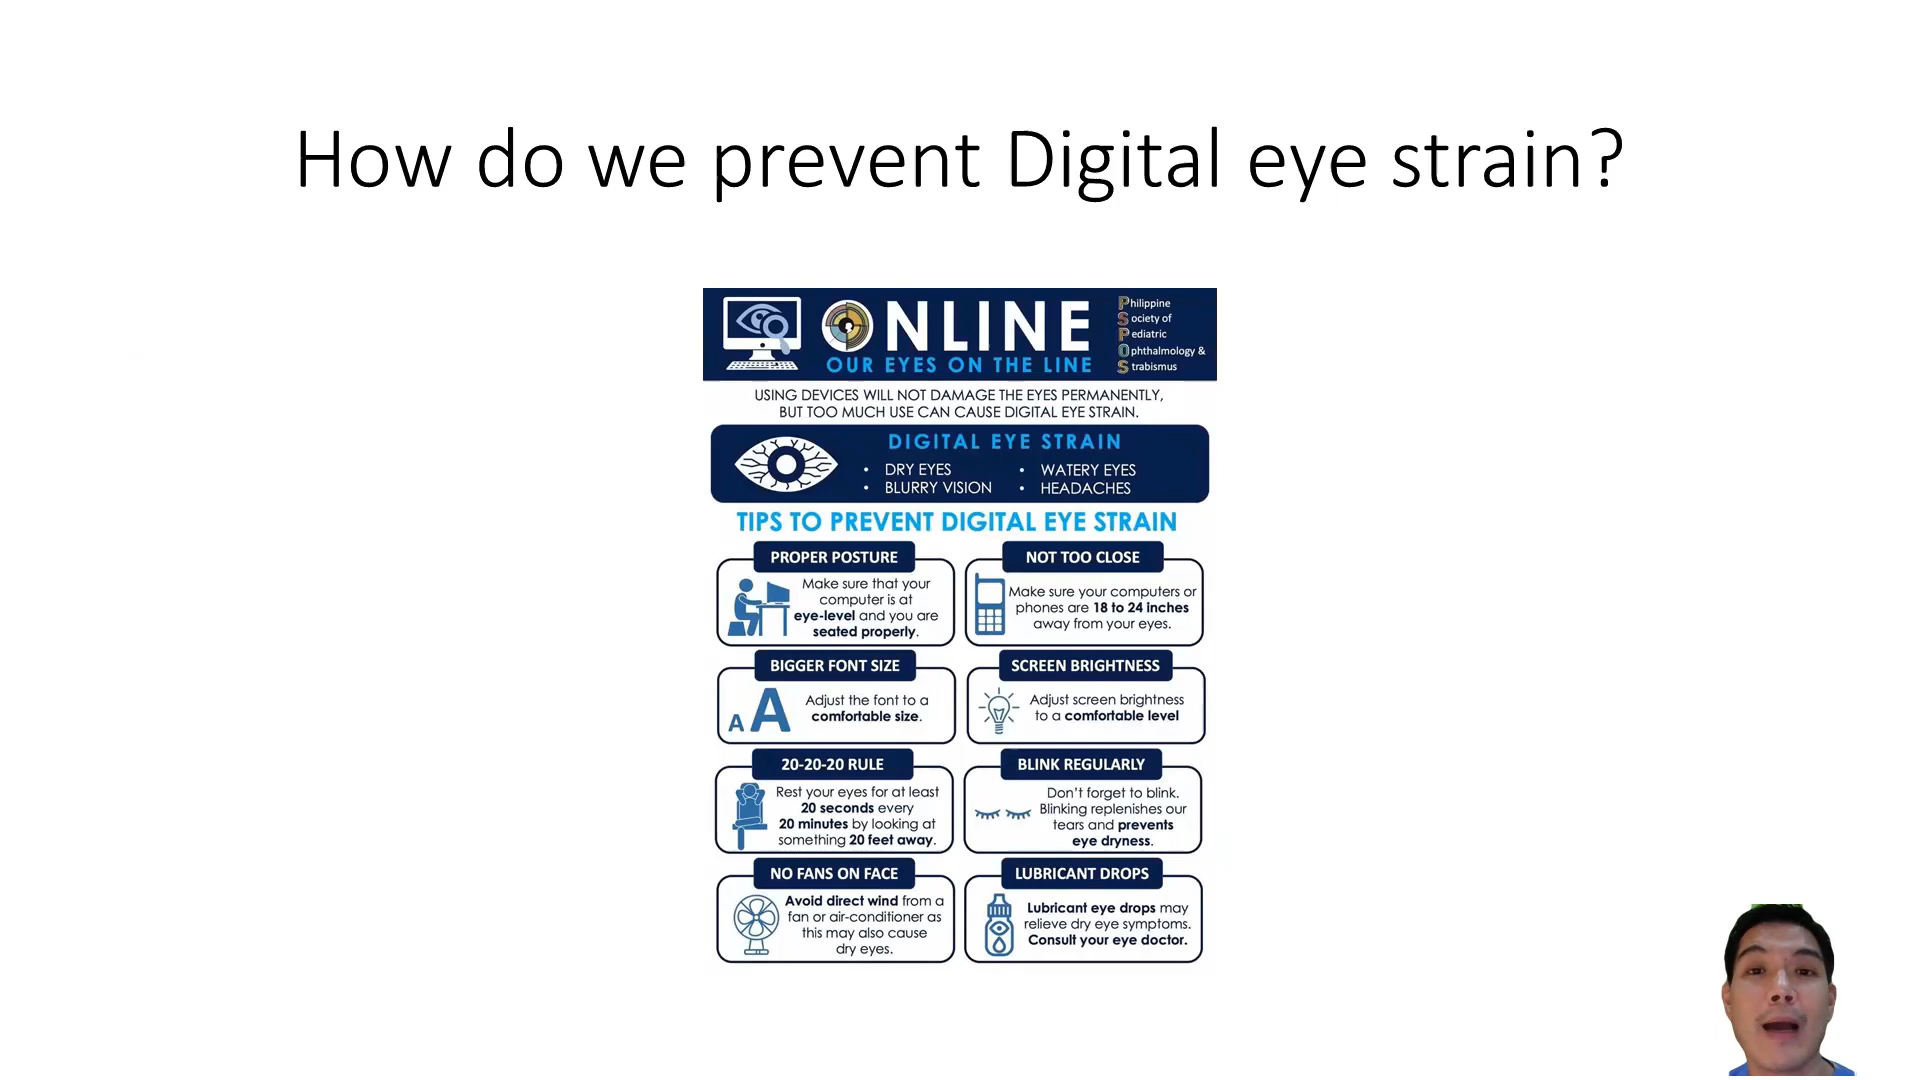 How do we prevent Digital eye strain?
ONLINE
OUR EYES ON THE LINE
Philippine
Society of
Pediatric
Ophthalmology &
Strabismus
USING DEVICES WILL NOT DAMAGE THE EYES PERMANENTLY,
BUT TOO MUCH USE CAN CAUSE DIGITAL EYE STRAIN.
DIGITAL EYE STRAIN
• DRY EYES
• BLURRY VISION
• WATERY EYES
• HEADACHES
TIPS TO PREVENT DIGITAL EYE STRAIN
PROPER POSTURE
Make sure that your
computer is at
eye-level and you are
seated properly.
NOT TOO CLOSE
Make sure your computers or
phones are 18 to 24 inches
away from your eyes.
BIGGER FONT SIZE
A A
Adjust the font to a
comfortable size.
SCREEN BRIGHTNESS
Adjust screen brightness
to a comfortable level
20-20-20 RULE
Rest your eyes for at least
20 seconds every
20 minutes by looking at
something 20 feet away.
BLINK REGULARLY
Don't forget to blink.
Blinking replenishes our
tears and prevents
eye dryness.
NO FANS ON FACE
Avoid direct wind from a
fan or air-conditioner as
this may also cause
dry eyes.
LUBRICANT DROPS
Lubricant eye drops may
relieve dry eye symptoms.
Consult your eye doctor.